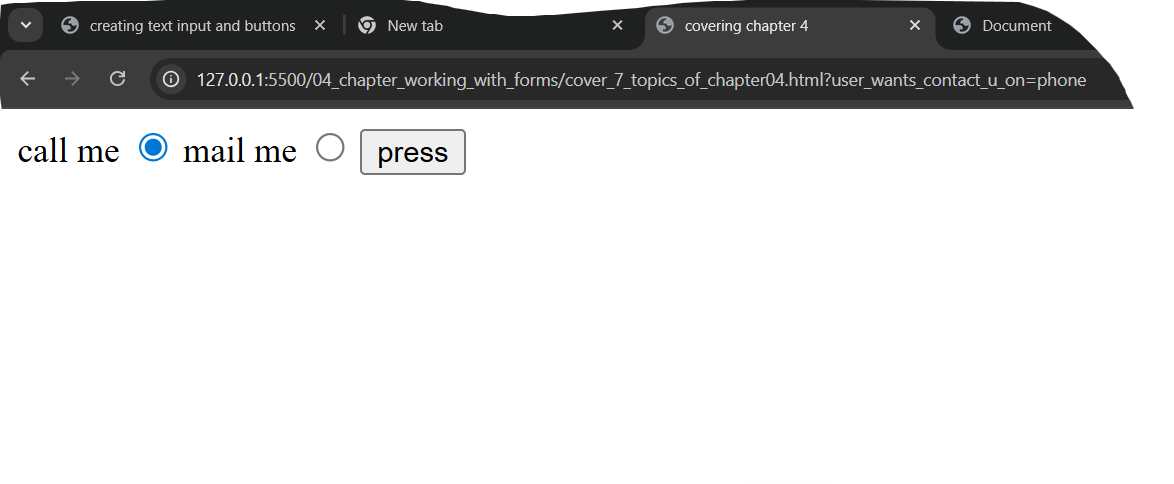 creating text input and buttons New tab covering chapter 4 Document
127.0.0.1:5500/04_chapter_working_with_forms/cover_7_topics_of_chapter04.html?user_wants_contact_u_on=phone
call me mail me press